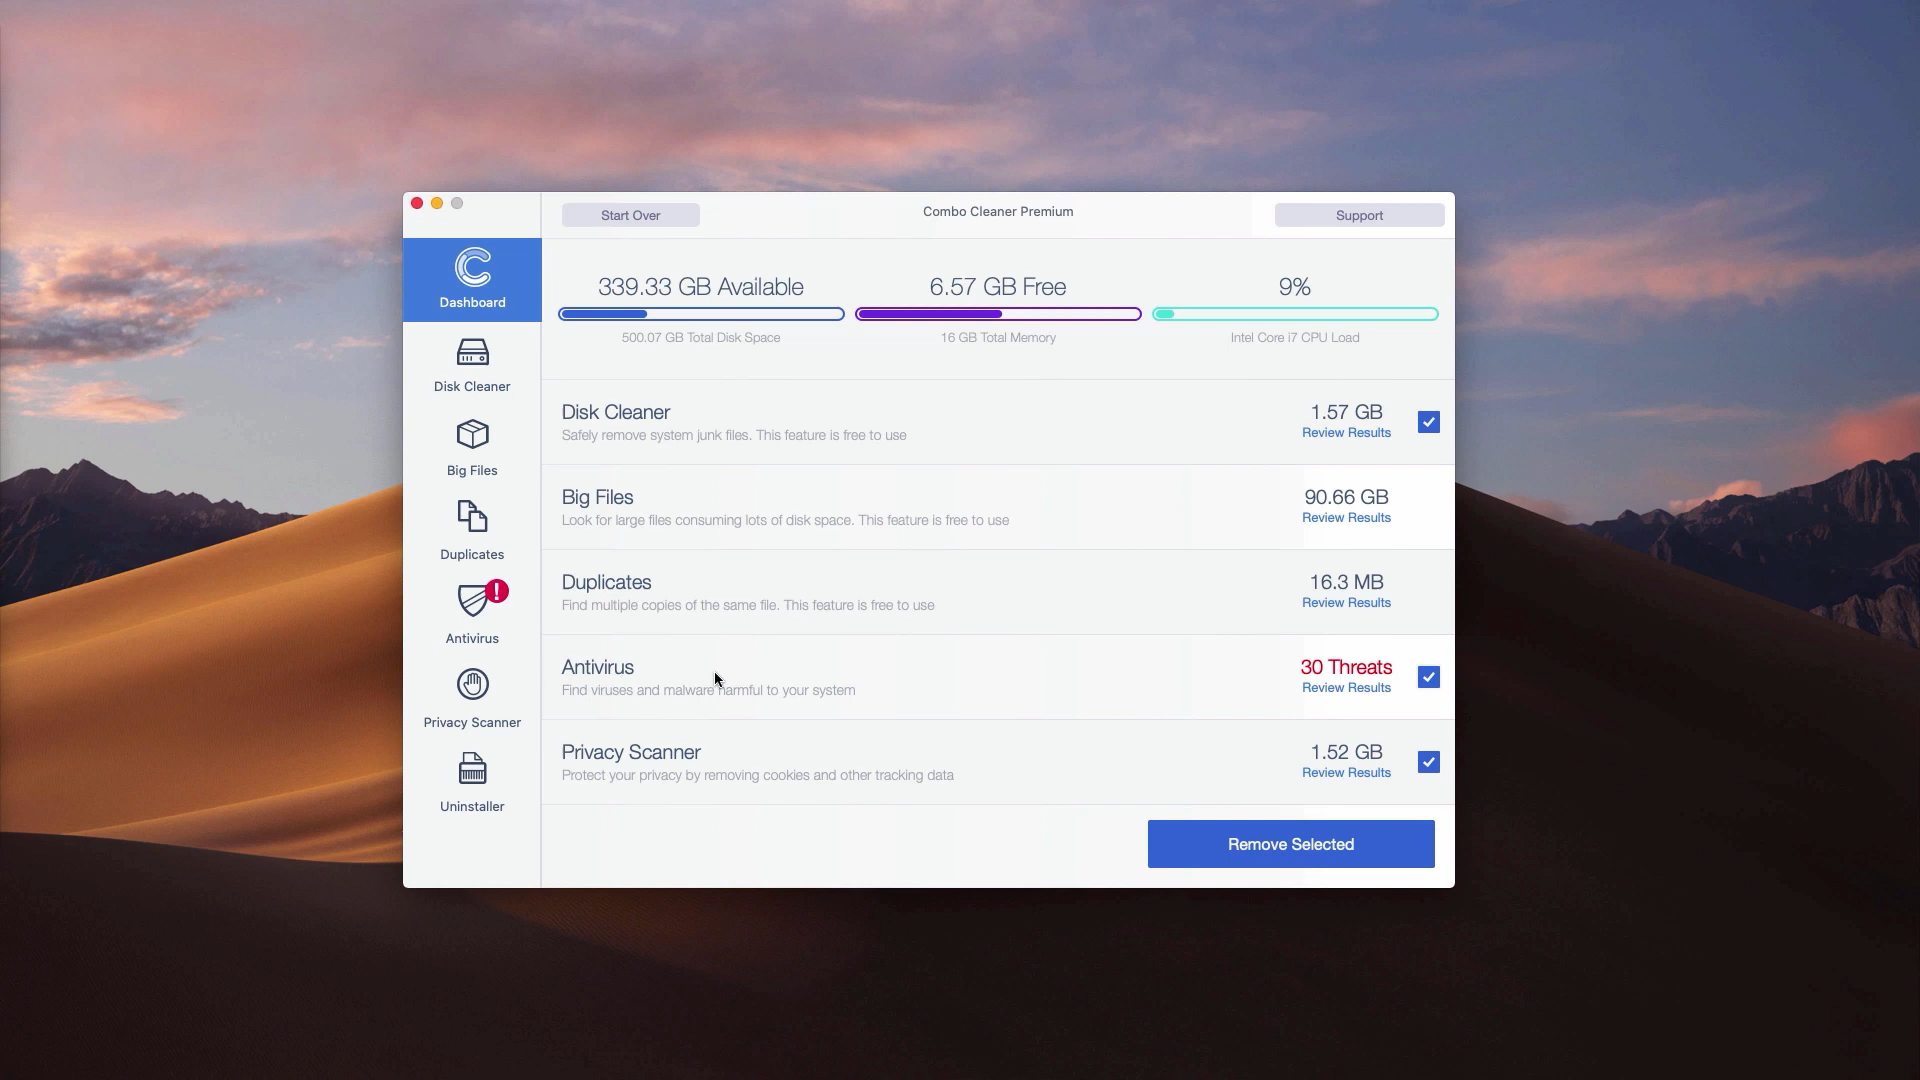 Start Over
Combo Cleaner Premium
Support
Dashboard
Disk Cleaner
Big Files
Duplicates
Antivirus
Privacy Scanner
Uninstaller
339.33 GB Available
500.07 GB Total Disk Space
6.57 GB Free
16 GB Total Memory
9%
Intel Core i7 CPU Load
Disk Cleaner
Safely remove system junk files. This feature is free to use
1.57 GB
Review Results
Big Files
Look for large files consuming lots of disk space. This feature is free to use
90.66 GB
Review Results
Duplicates
Find multiple copies of the same file. This feature is free to use
16.3 MB
Review Results
Antivirus
Find viruses and malware harmful to your system
30 Threats
Review Results
Privacy Scanner
Protect your privacy by removing cookies and other tracking data
1.52 GB
Review Results
Remove Selected